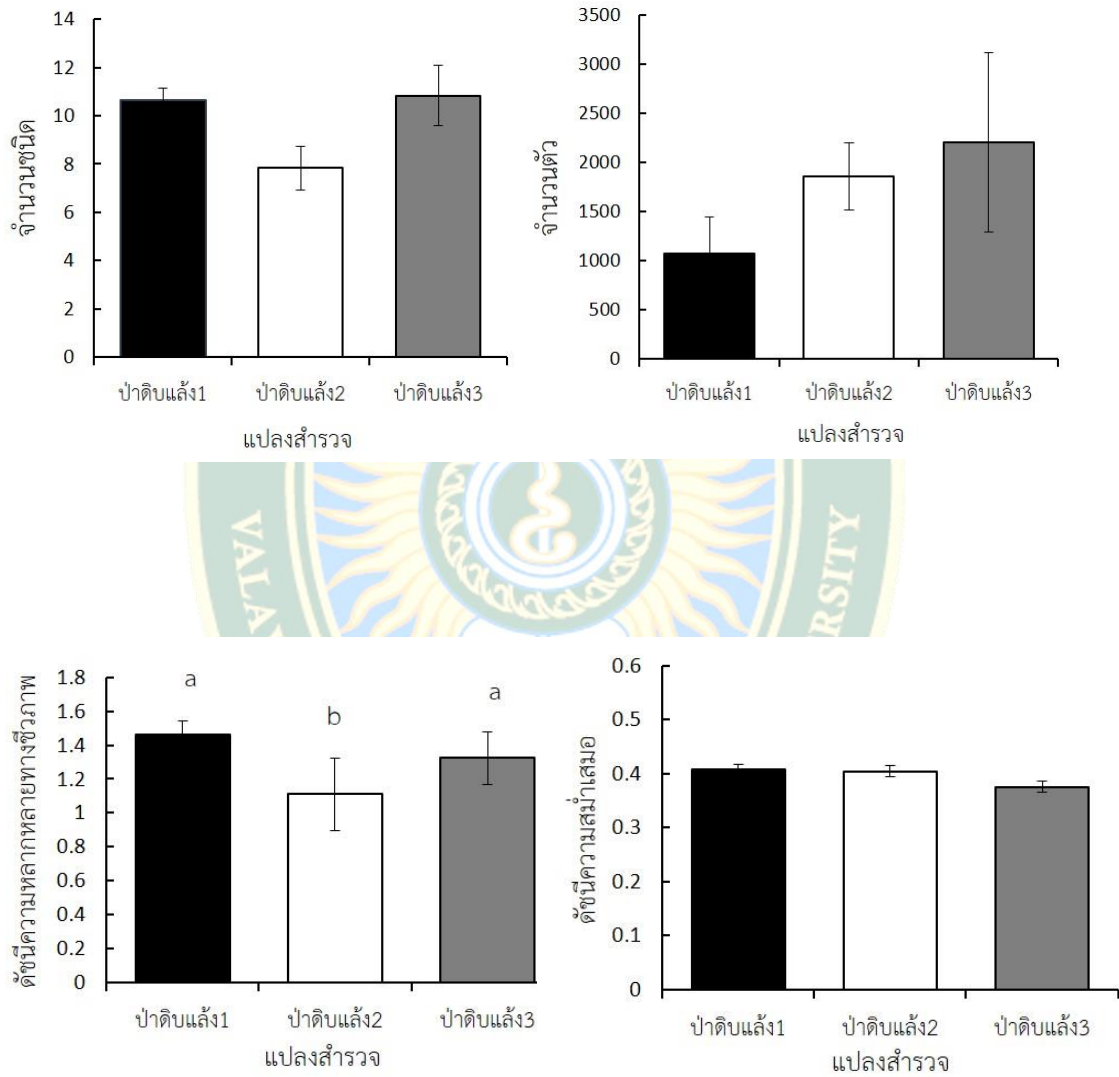 จำนวนชนิด
14
12
10
8
6
4
2
0
ป่าดิบแล้ง1 ป่าดิบแล้ง2 ป่าดิบแล้ง3
แปลงสำรวจ
จำนวนตัว
3500
3000
2500
2000
1500
1000
500
0
ป่าดิบแล้ง1 ป่าดิบแล้ง2 ป่าดิบแล้ง3
แปลงสำรวจ
VALA
RSITY
ดัชนีความหลากหลายทางชีวภาพ
1.8
1.6
1.4
1.2
1
0.8
0.6
0.4
0.2
0
a b a
ป่าดิบแล้ง1 ป่าดิบแล้ง2 ป่าดิบแล้ง3
แปลงสำรวจ
ดัชนีความสม่ำเสมอ
0.6
0.5
0.4
0.3
0.2
0.1
0
ป่าดิบแล้ง1 ป่าดิบแล้ง2 ป่าดิบแล้ง3
แปลงสำรวจ